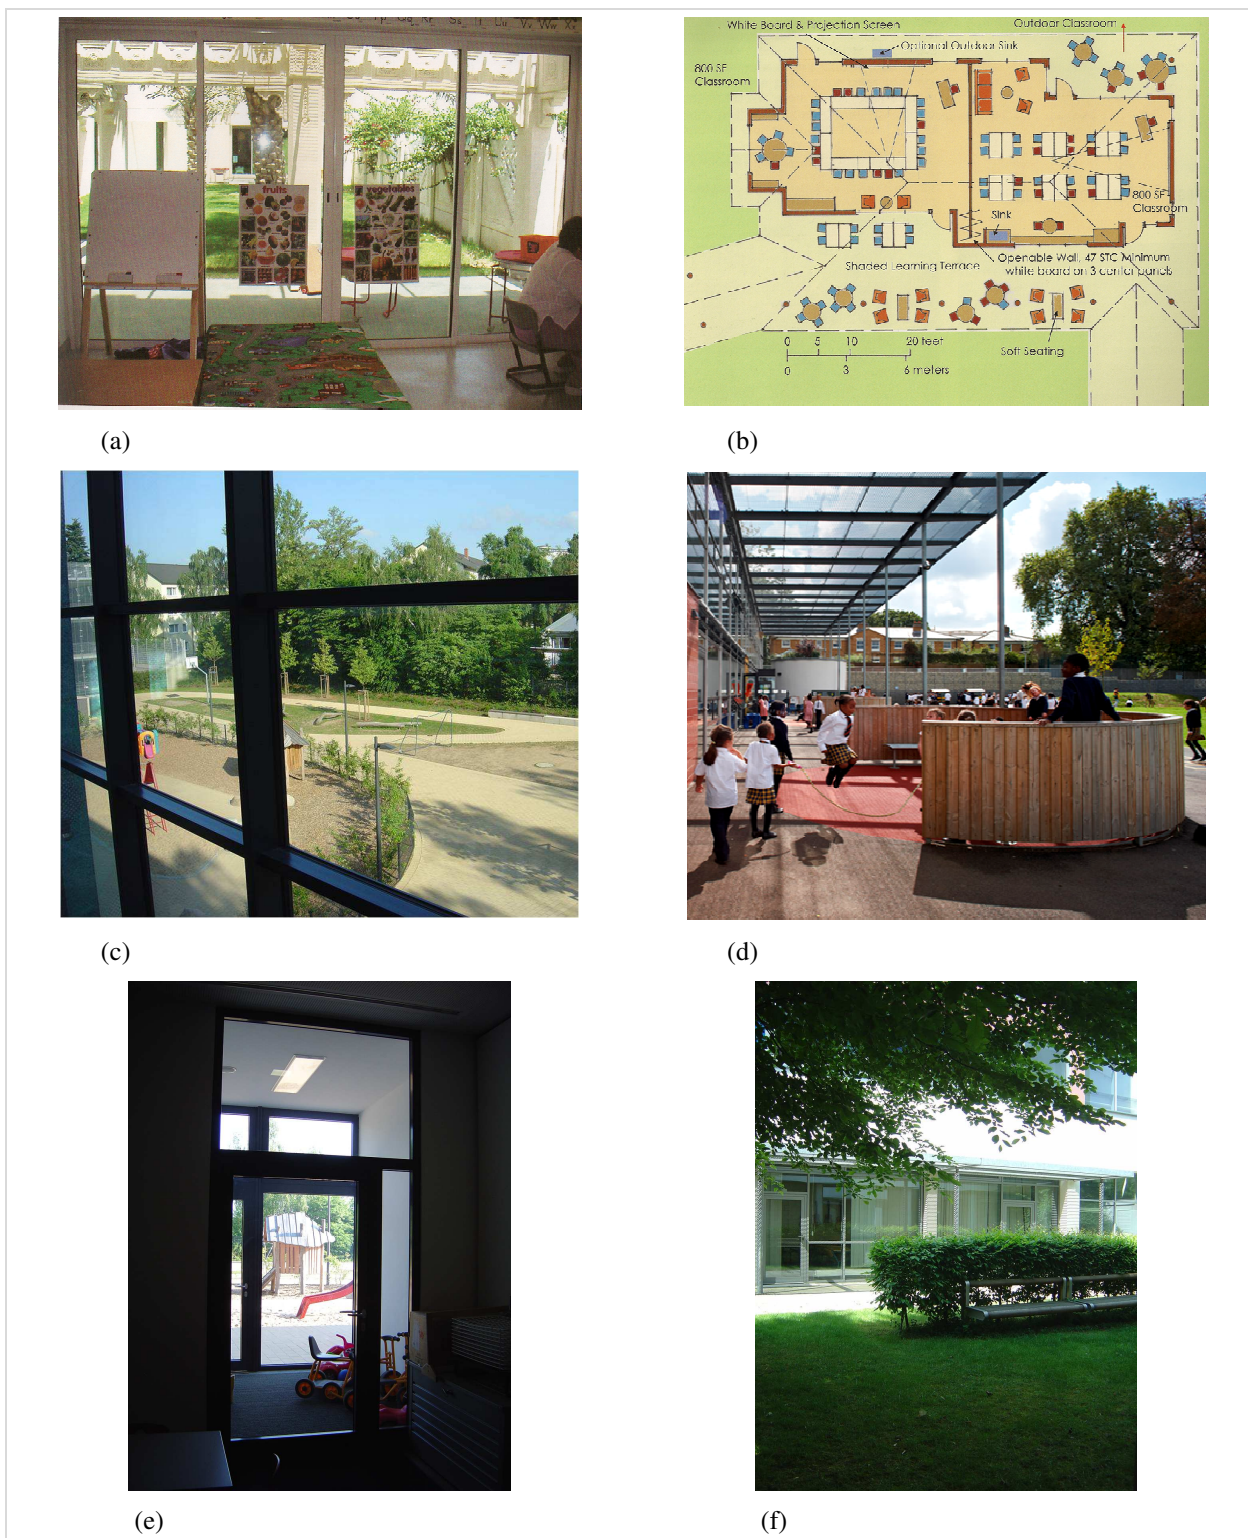 fruits
vegetables
(a)
White Board & Projection Screen
Outdoor Classroom
Optional Outdoor Sink
800 SF
Classroom
800 SF
Classroom
Sink
Openable Wall, 47 STC Minimum
white board on 3 center panels
Shaded Learning Terrace
0 5 10 20 feet
Soft Seating
0 3 6 meters
(b)
(c)
(d)
(e)
(f)